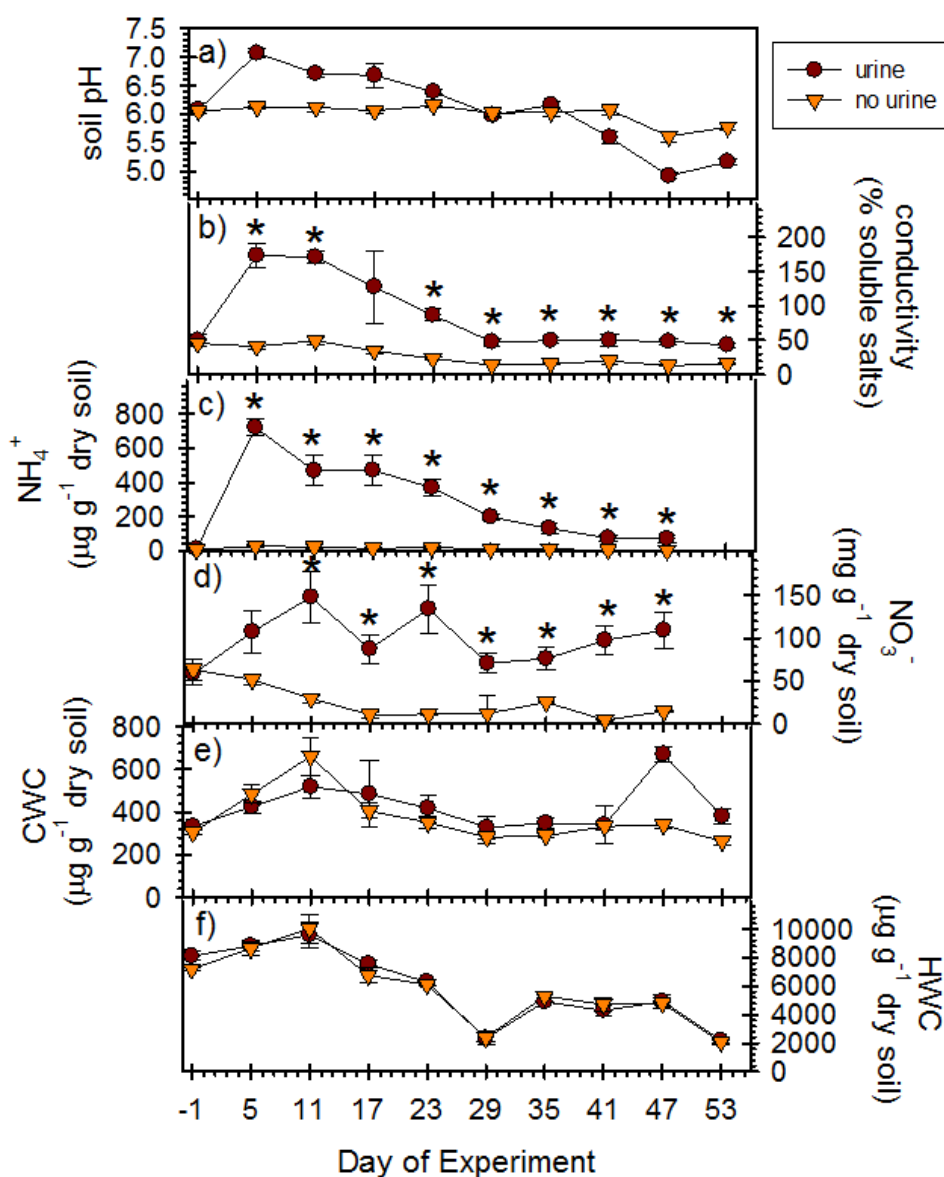 urine
no urine
a)
7.5
7.0
6.5
6.0
5.5
5.0
soil pH
b)
*
*
*
*
*
*
*
*
200
150
100
50
0
conductivity
(% soluble salts)
c)
*
*
*
*
*
*
*
*
800
600
400
200
0
NH₄⁺
(µg g⁻¹ dry soil)
d)
*
*
*
*
*
*
*
150
100
50
0
NO₃⁻
(mg g⁻¹ dry soil)
e)
800
600
400
200
0
CWC
(µg g⁻¹ dry soil)
f)
10000
8000
6000
4000
2000
0
HWC
(µg g⁻¹ dry soil)
-1 5 11 17 23 29 35 41 47 53
Day of Experiment